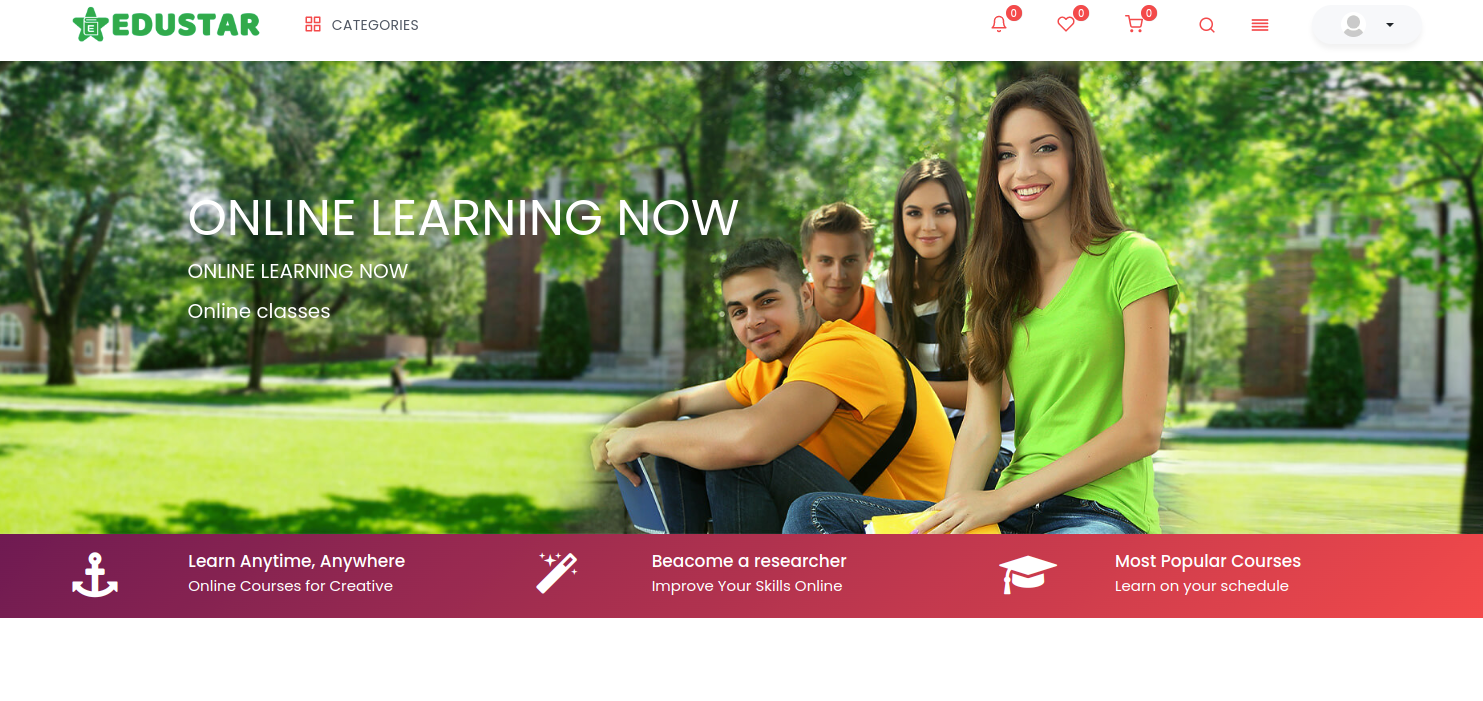 E EDUSTAR
CATEGORIES
0
0
0
ONLINE LEARNING NOW
ONLINE LEARNING NOW
Online classes
Learn Anytime, Anywhere
Online Courses for Creative
Beacome a researcher
Improve Your Skills Online
Most Popular Courses
Learn on your schedule